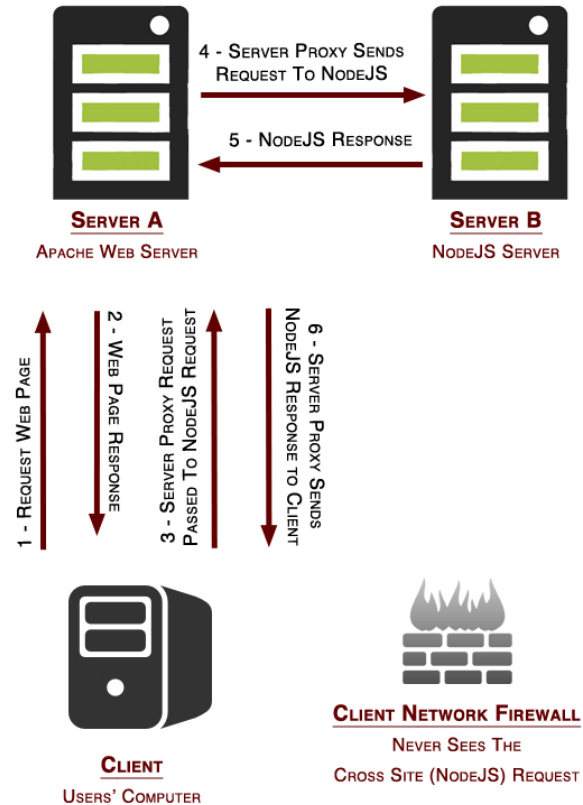 4 - Server Proxy Sends
Request To NodeJS
5 - NodeJS Response
Server A
Apache Web Server
Server B
NodeJS Server
1 - Request Web Page
2 - Web Page Response
3 - Server Proxy Request
Passed To NodeJS Request
6 - Server Proxy Sends
NodeJS Response to Client
Client
Users' Computer
Client Network Firewall
Never Sees The
Cross Site (NodeJS) Request